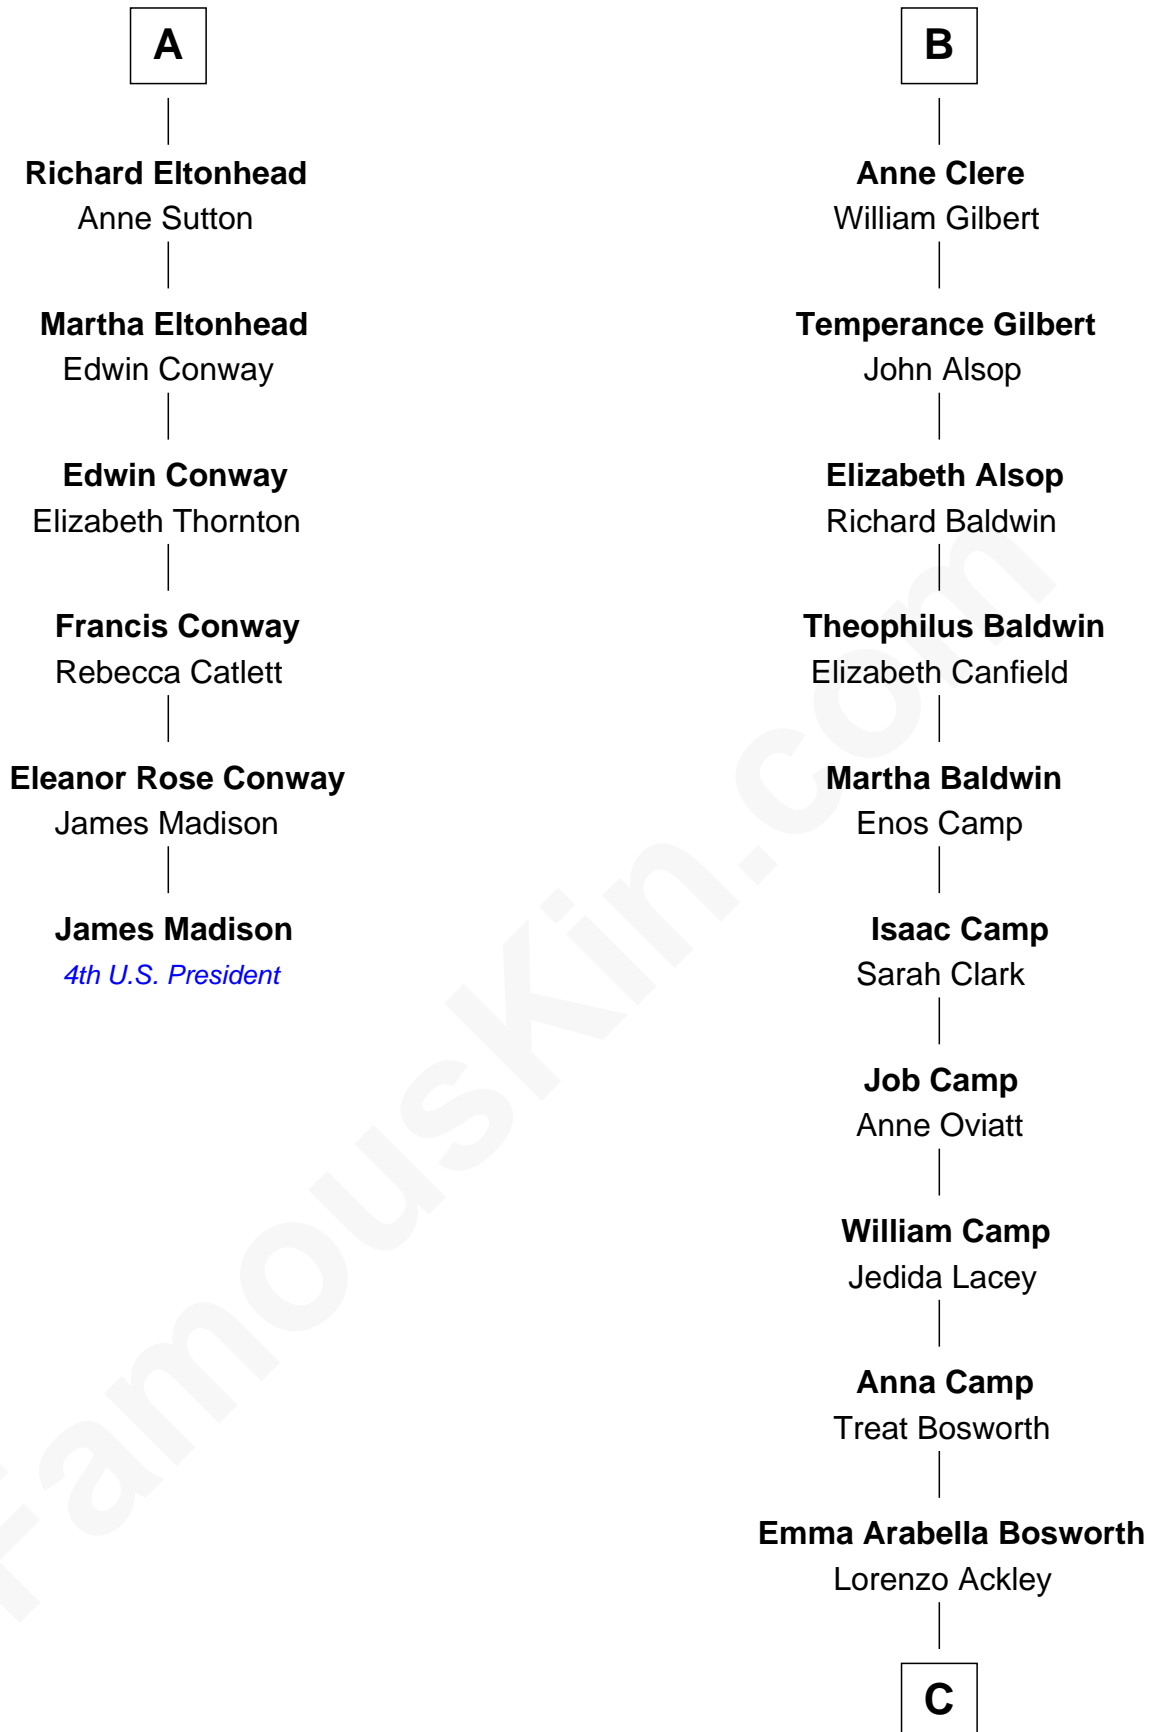 A
Richard Eltonhead
Anne Sutton
Martha Eltonhead
Edwin Conway
Edwin Conway
Elizabeth Thornton
Francis Conway
Rebecca Catlett
Eleanor Rose Conway
James Madison
James Madison
4th U.S. President
B
Anne Clere
William Gilbert
Temperance Gilbert
John Alsop
Elizabeth Alsop
Richard Baldwin
Theophilus Baldwin
Elizabeth Canfield
Martha Baldwin
Enos Camp
Isaac Camp
Sarah Clark
Job Camp
Anne Oviatt
William Camp
Jedida Lacey
Anna Camp
Treat Bosworth
Emma Arabella Bosworth
Lorenzo Ackley
C
FamousKin.com